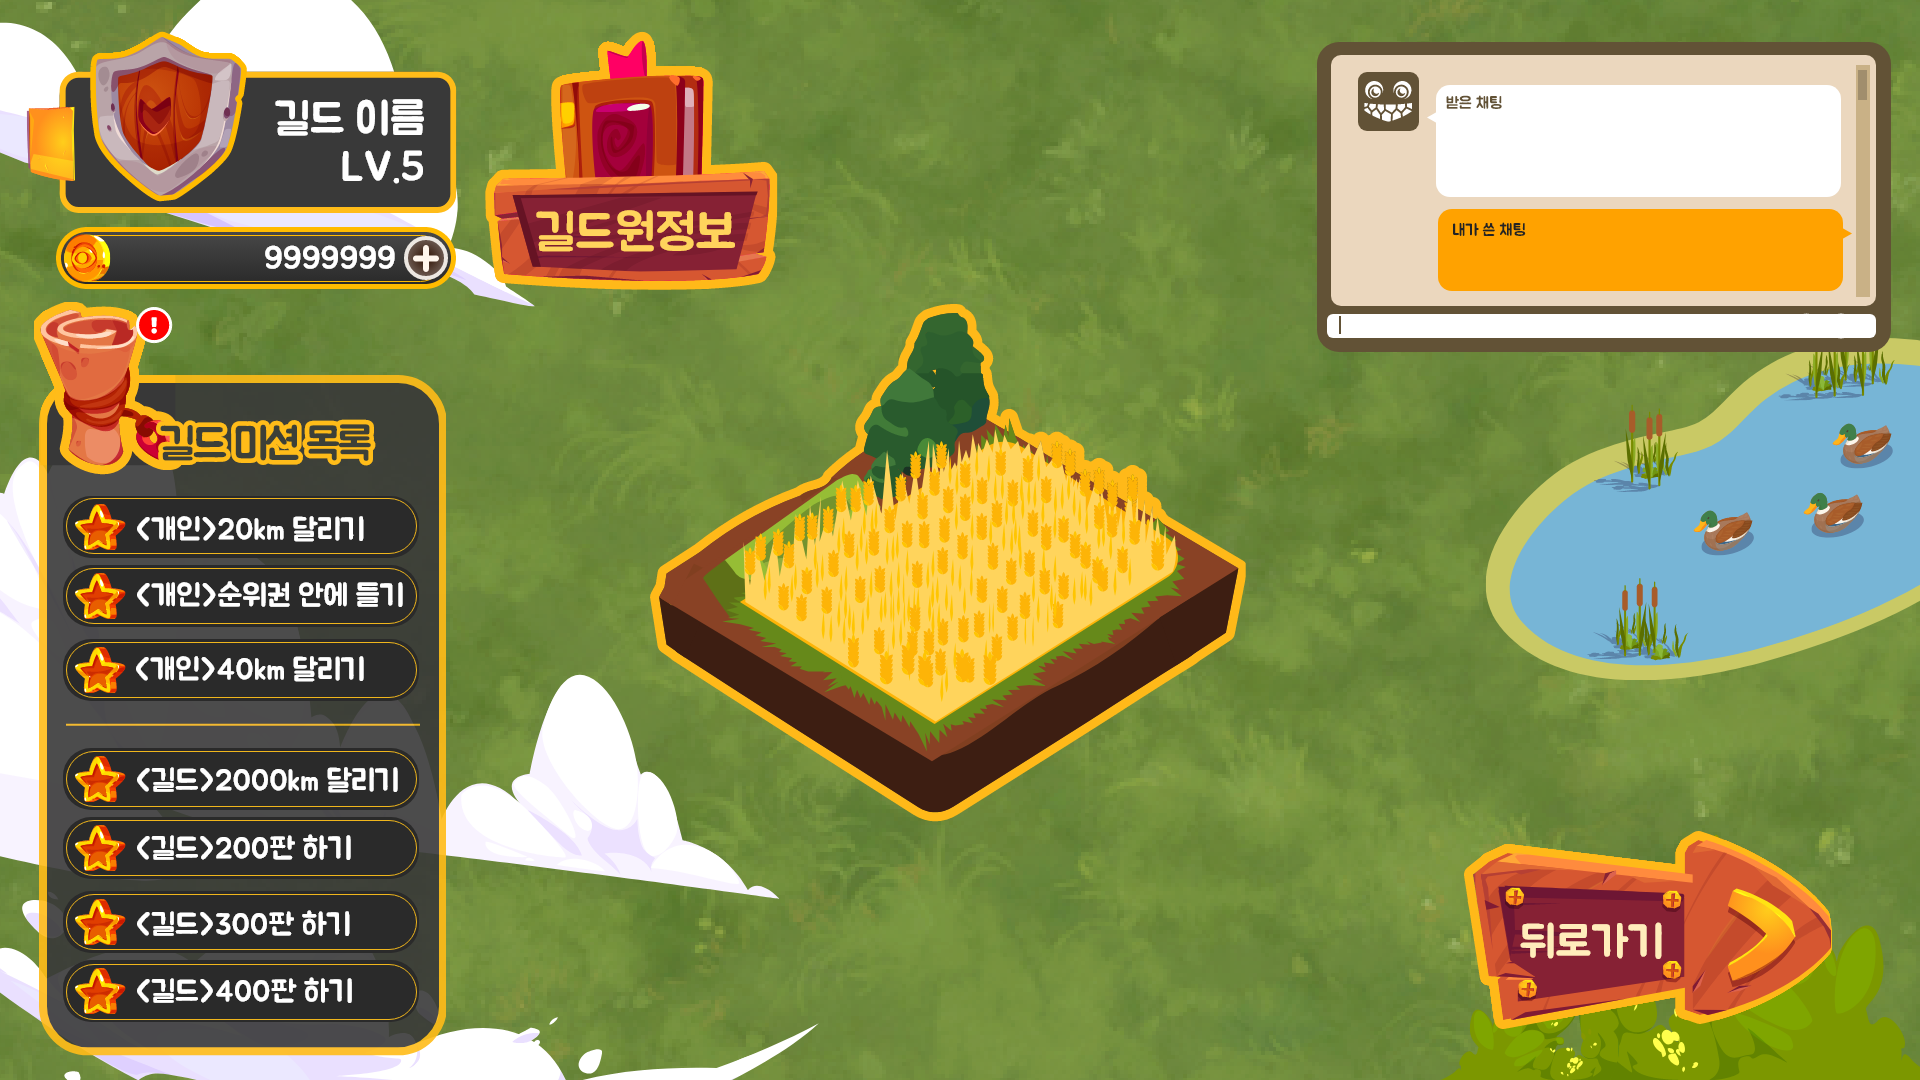 길드 이름
LV.5
9999999
길드원정보
받은 채팅
내가 쓴 채팅
길드 미션 목록
<개인>20km 달리기
<개인>순위권 안에 들기
<개인>40km 달리기
<길드>2000km 달리기
<길드>200판 하기
<길드>300판 하기
<길드>400판 하기
뒤로가기